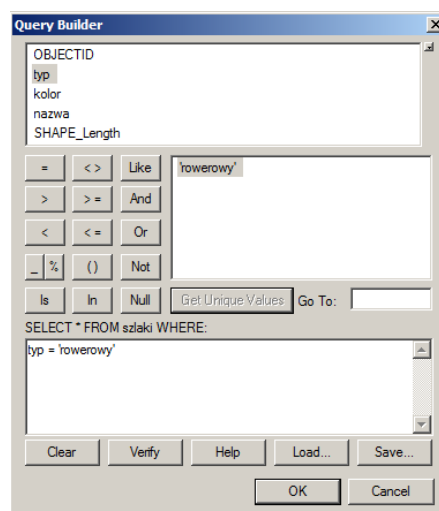 Query Builder
OBJECTID
typ
kolor
nazwa
SHAPE_Length
= < > Like 'rowerowy'
> > = And
< < = Or
_ % () Not
Is In Null Get Unique Values Go To:
SELECT * FROM szlaki WHERE:
typ = 'rowerowy'
Clear Verify Help Load... Save...
OK Cancel